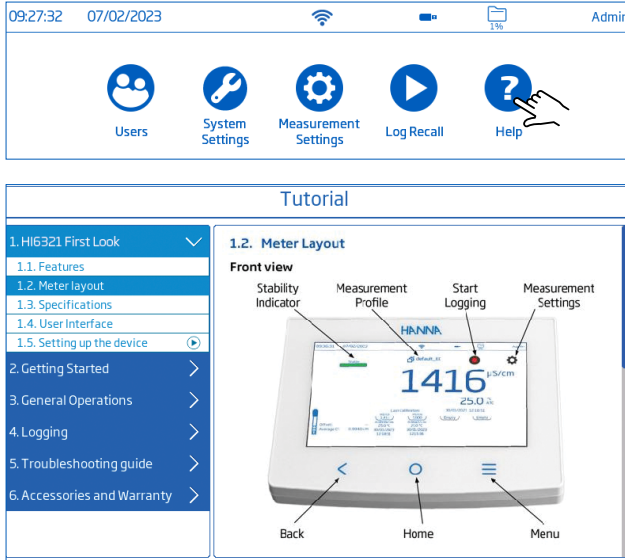 09:27:32 07/02/2023 1% Admin
Users
System
Settings
Measurement
Settings
Log Recall
Help
Tutorial
1. HI6321 First Look
1.1. Features
1.2. Meter layout
1.3. Specifications
1.4. User Interface
1.5. Setting up the device
2. Getting Started
3. General Operations
4. Logging
5. Troubleshooting guide
6. Accessories and Warranty
1.2. Meter Layout
Front view
Stability
Indicator
Measurement
Profile
Start
Logging
Measurement
Settings
HANNA
1416 µS/cm
25.0
Back
Home
Menu